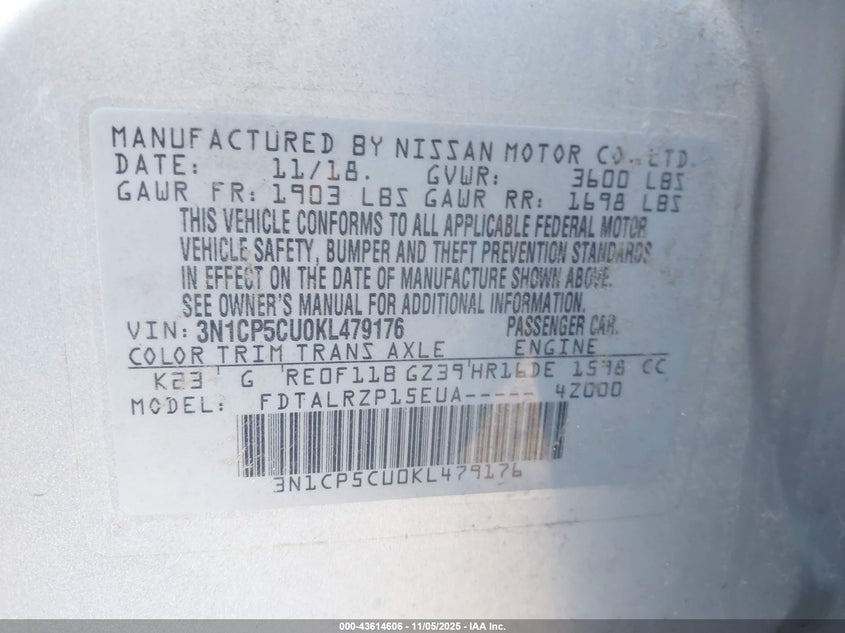 MANUFACTURED BY NISSAN MOTOR CO., LTD.
DATE: 11/18. GVWR: 3600 LBS
GAWR FR: 1903 LBS GAWR RR: 1698 LBS
THIS VEHICLE CONFORMS TO ALL APPLICABLE FEDERAL MOTOR
VEHICLE SAFETY, BUMPER AND THEFT PREVENTION STANDARDS
IN EFFECT ON THE DATE OF MANUFACTURE SHOWN ABOVE.
SEE OWNER'S MANUAL FOR ADDITIONAL INFORMATION.
VIN: 3N1CP5CU0KL479176 PASSENGER CAR.
COLOR TRIM TRANS AXLE ENGINE
K23 G RE0F11B GZ39 HR16DE 1598 CC
MODEL: FDTALRZP15EUA----- 4Z000
3N1CP5CU0KL479176
000-43614606 - 11/05/2025 - IAA Inc.